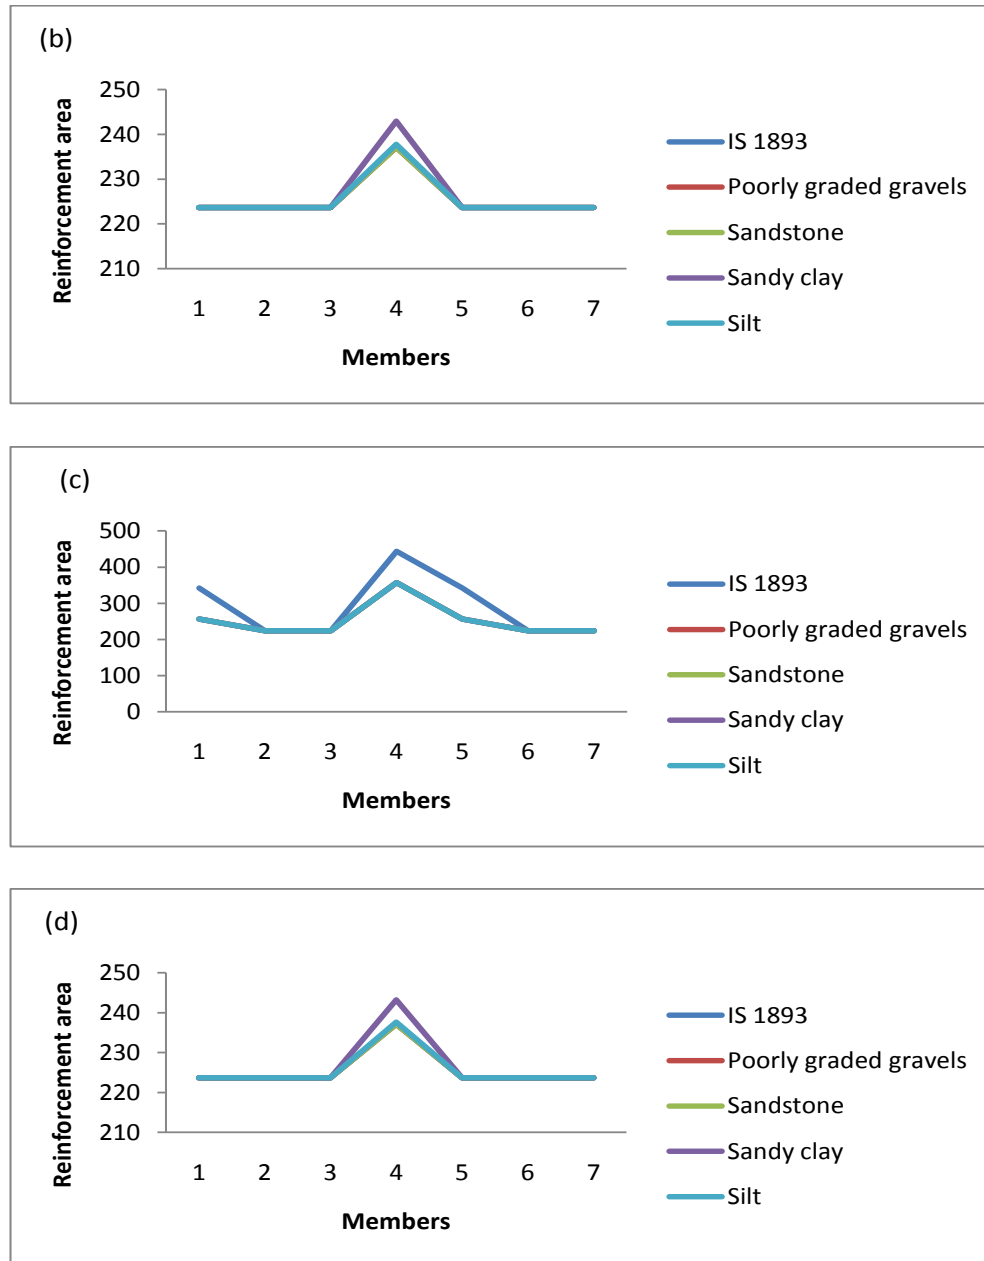 (b)
Reinforcement area
250
240
230
220
210
1 2 3 4 5 6 7
Members
IS 1893
Poorly graded gravels
Sandstone
Sandy clay
Silt
(c)
Reinforcement area
500
400
300
200
100
0
1 2 3 4 5 6 7
Members
IS 1893
Poorly graded gravels
Sandstone
Sandy clay
Silt
(d)
Reinforcement area
250
240
230
220
210
1 2 3 4 5 6 7
Members
IS 1893
Poorly graded gravels
Sandstone
Sandy clay
Silt